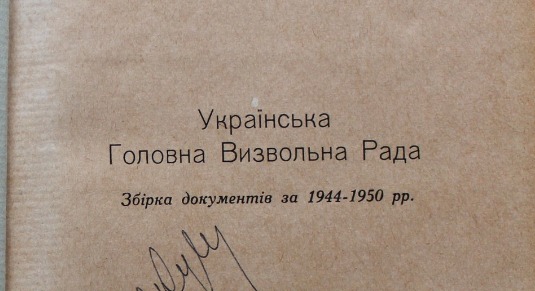 Українська
Головна Визвольна Рада
Збірка документів за 1944-1950 рр.